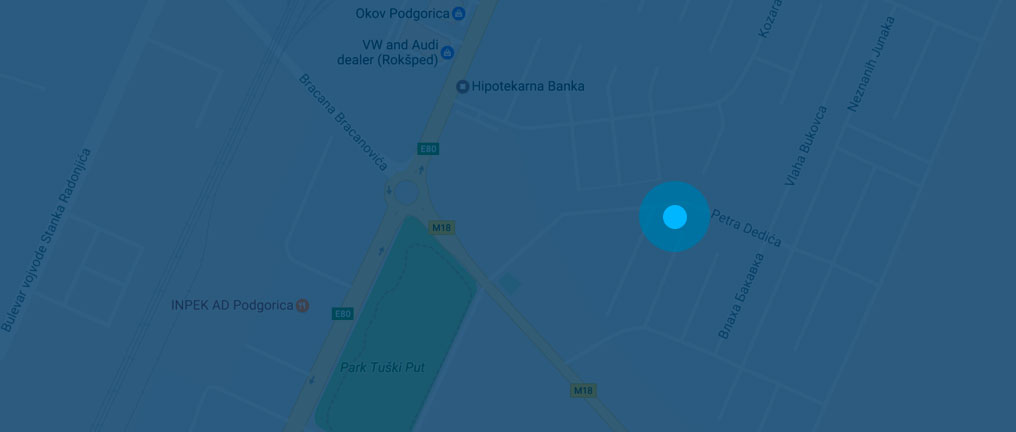 Okov Podgorica
VW and Audi
dealer (Rokšped)
Hipotekarna Banka
Kozara
Neznanih Junaka
Bracana Bracanovića
E80
Vlaha Bukovca
Bulevar vojvode Stanka Radonjića
M18
Petra Dedića
Влаха Бакавка
INPEK AD Podgorica
E80
Park Tuški Put
M18